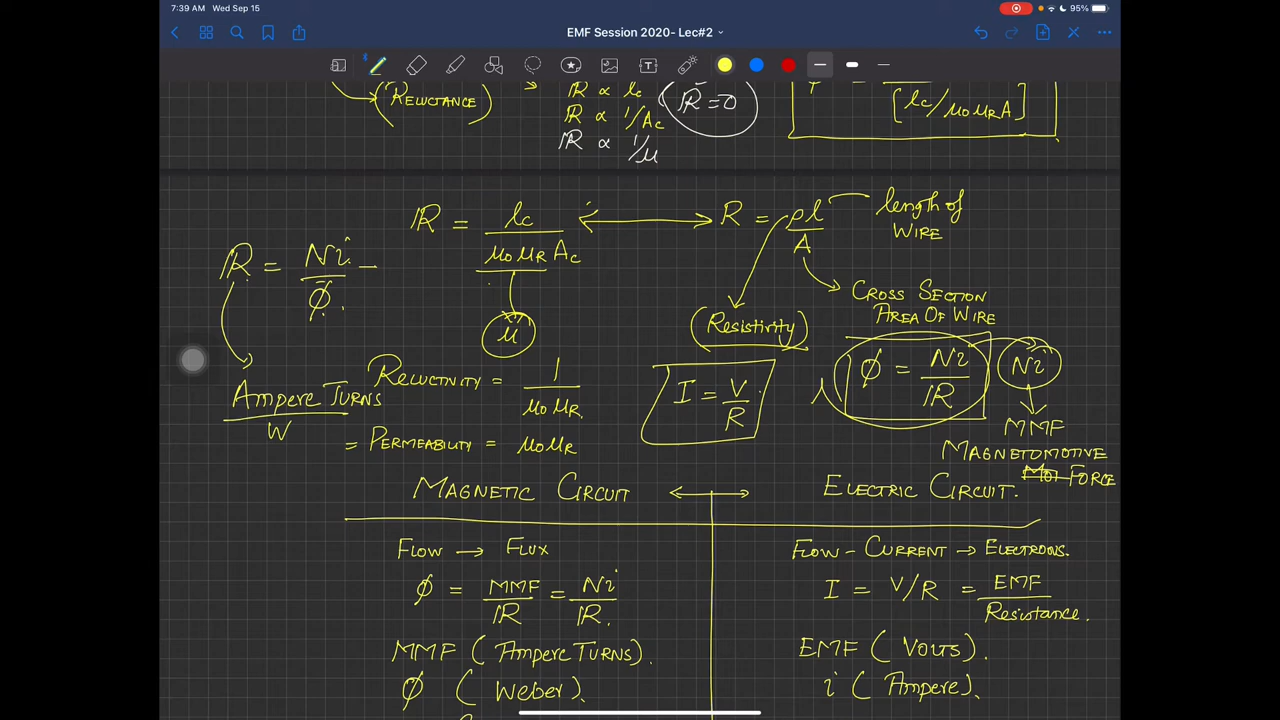 7:39 AM Wed Sep 15
95%
EMF Session 2020- Lec#2
(RELUCTANCE)
ℝ ∝ lc
ℝ ∝ 1/Ac
ℝ ∝ 1/μ
ℝ = 0
[lc/μ₀μRA]
ℝ = lc / μ₀μR Ac ⟷ R = ρl / A
length of
WIRE
ℝ = Ni / ϕ –
μ
(Resistivity)
CROSS SECTION
AREA OF WIRE
ϕ = Ni / ℝ
Ni
AMPERE TURNS / W
RELUCTIVITY = 1 / μ₀μR
I = V / R
MMF
MAGNETOMOTIVE
FORCE
= PERMEABILITY = μ₀μR
MAGNETIC CIRCUIT ⟷ ELECTRIC CIRCUIT.
FLOW → FLUX
FLOW - CURRENT → ELECTRONS.
ϕ = MMF / ℝ = Ni / ℝ.
I = V/R = EMF / Resistance.
MMF (AMPERE TURNS).
EMF (VOLTS).
ϕ (Weber).
i (Ampere).